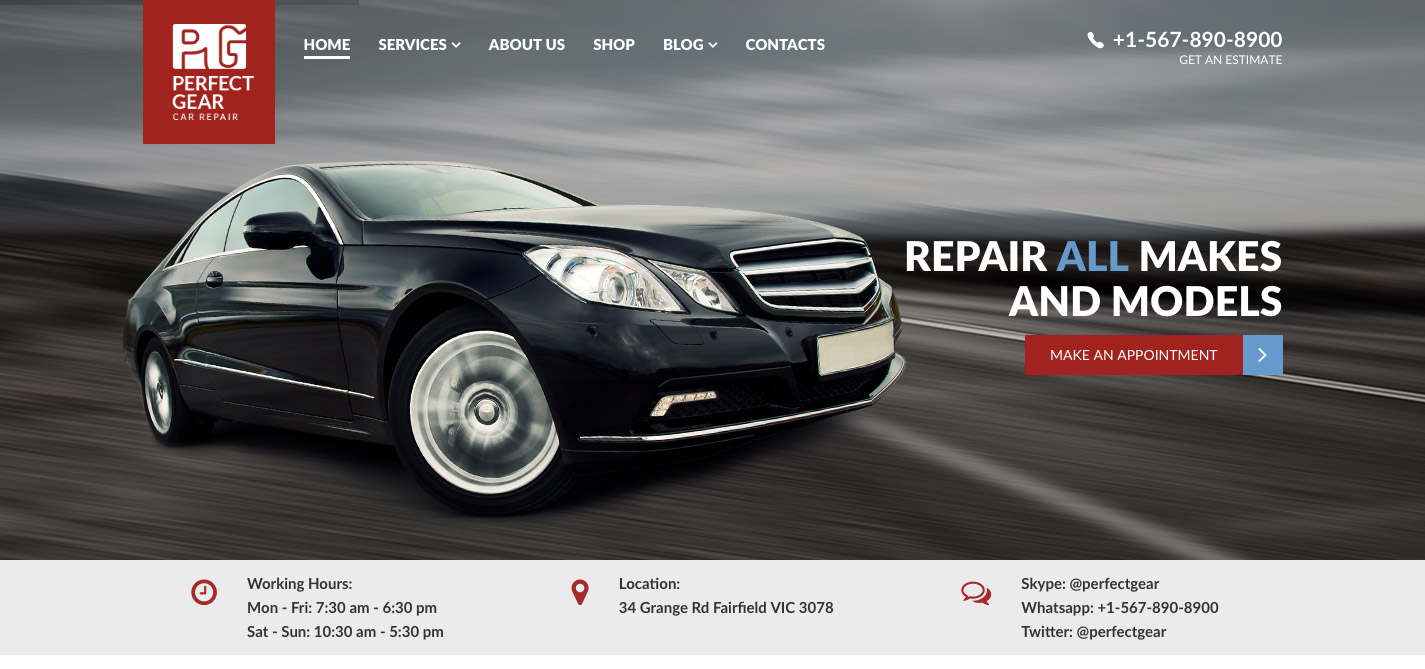 PG
PERFECT
GEAR
CAR REPAIR
HOME SERVICES ABOUT US SHOP BLOG CONTACTS
+1-567-890-8900
GET AN ESTIMATE
REPAIR ALL MAKES
AND MODELS
MAKE AN APPOINTMENT
Working Hours:
Mon - Fri: 7:30 am - 6:30 pm
Sat - Sun: 10:30 am - 5:30 pm
Location:
34 Grange Rd Fairfield VIC 3078
Skype: @perfectgear
Whatsapp: +1-567-890-8900
Twitter: @perfectgear